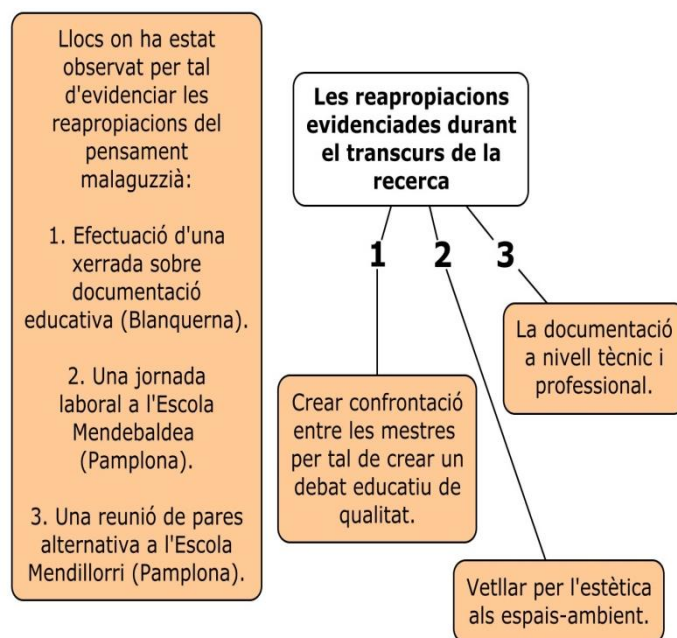 Llocs on ha estat
observat per tal
d'evidenciar les
reapropiacions del
pensament
malaguzzià:
1. Efectuació d'una
xerrada sobre
documentació
educativa (Blanquerna).
2. Una jornada
laboral a l'Escola
Mendebaldea
(Pamplona).
3. Una reunió de pares
alternativa a l'Escola
Mendillorri (Pamplona).
Les reapropiacions
evidenciades durant
el transcurs de la
recerca
1
2
3
Crear confrontació
entre les mestres
per tal de crear un
debat educatiu de
qualitat.
Vetllar per l'estètica
als espais-ambient.
La documentació
a nivell tècnic i
professional.